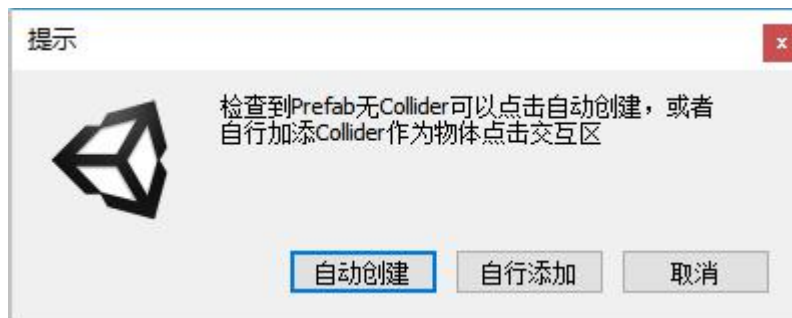 提示
x
检查到Prefab无Collider可以点击自动创建，或者
自行加添Collider作为物体点击交互区
自动创建
自行添加
取消